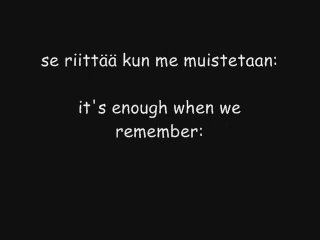 se riittää kun me muistetaan:
it's enough when we
remember: